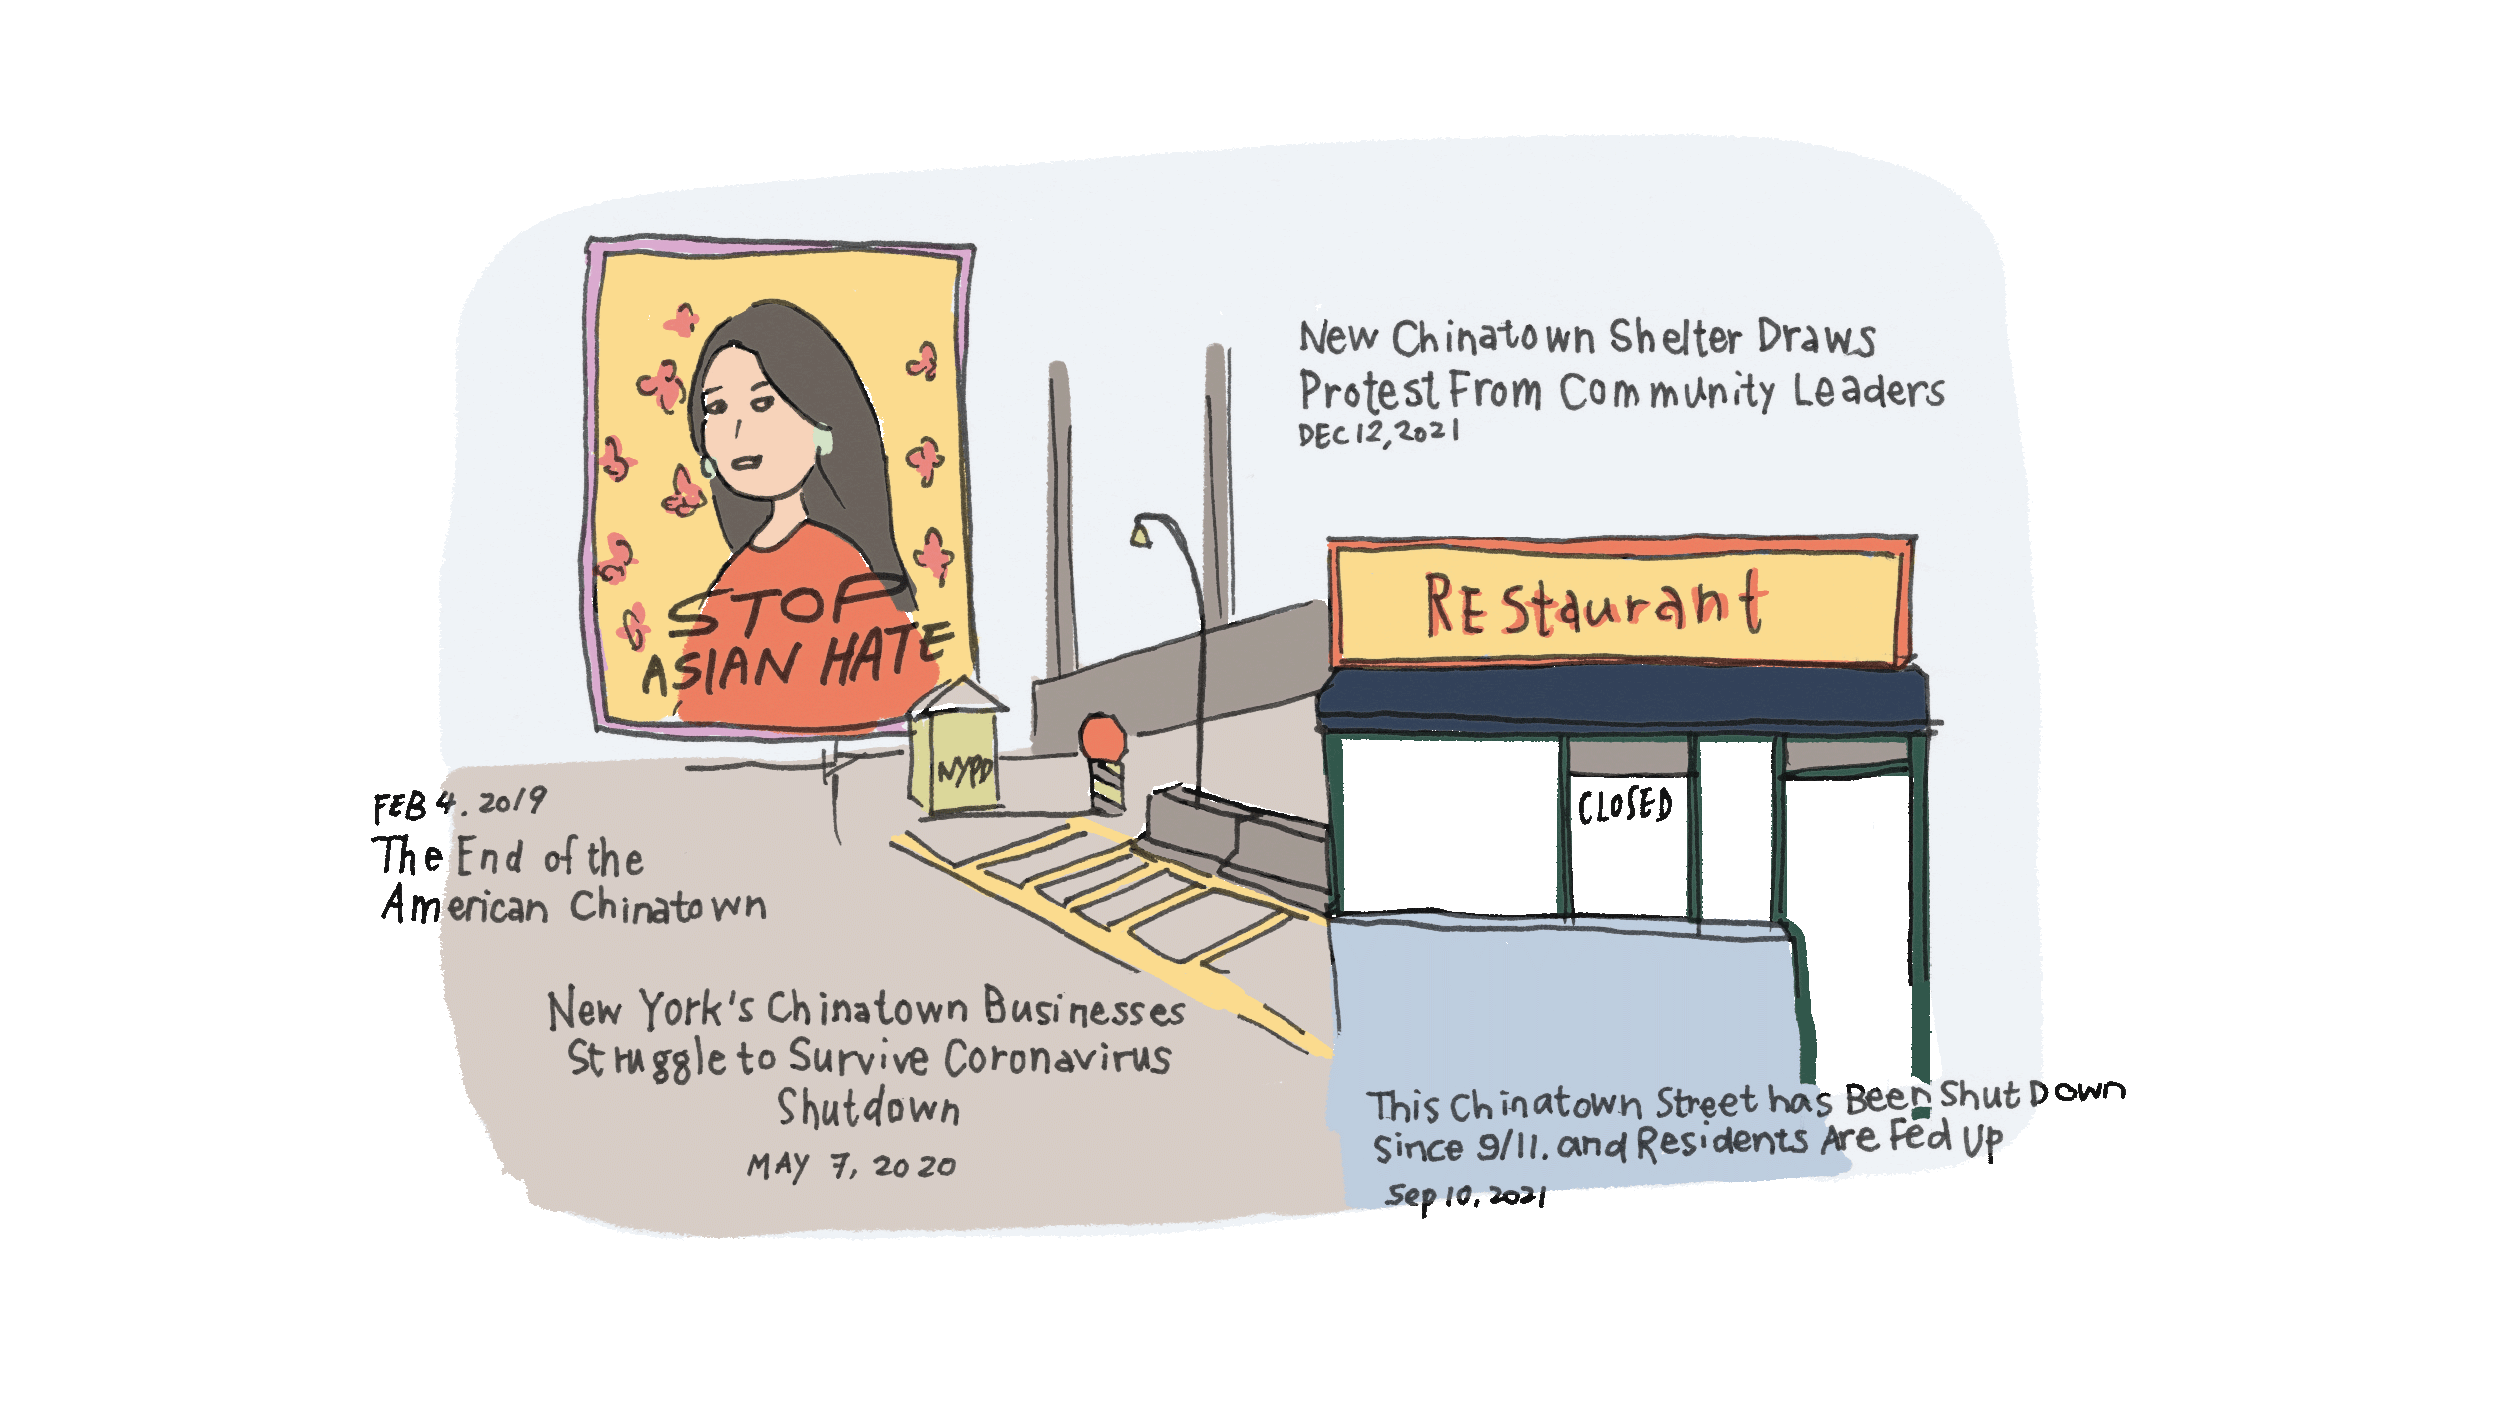 STOP
ASIAN HATE
New Chinatown Shelter Draws
Protest From Community Leaders
DEC 12, 2021
REStaurant
NYPD
CLOSED
FEB 4. 2019
The End of the
American Chinatown
New York's Chinatown Businesses
Struggle to Survive Coronavirus
Shutdown
MAY 7, 2020
This Chinatown Street has Been Shut Down
Since 9/11. and Residents Are Fed Up
Sep 10, 2021